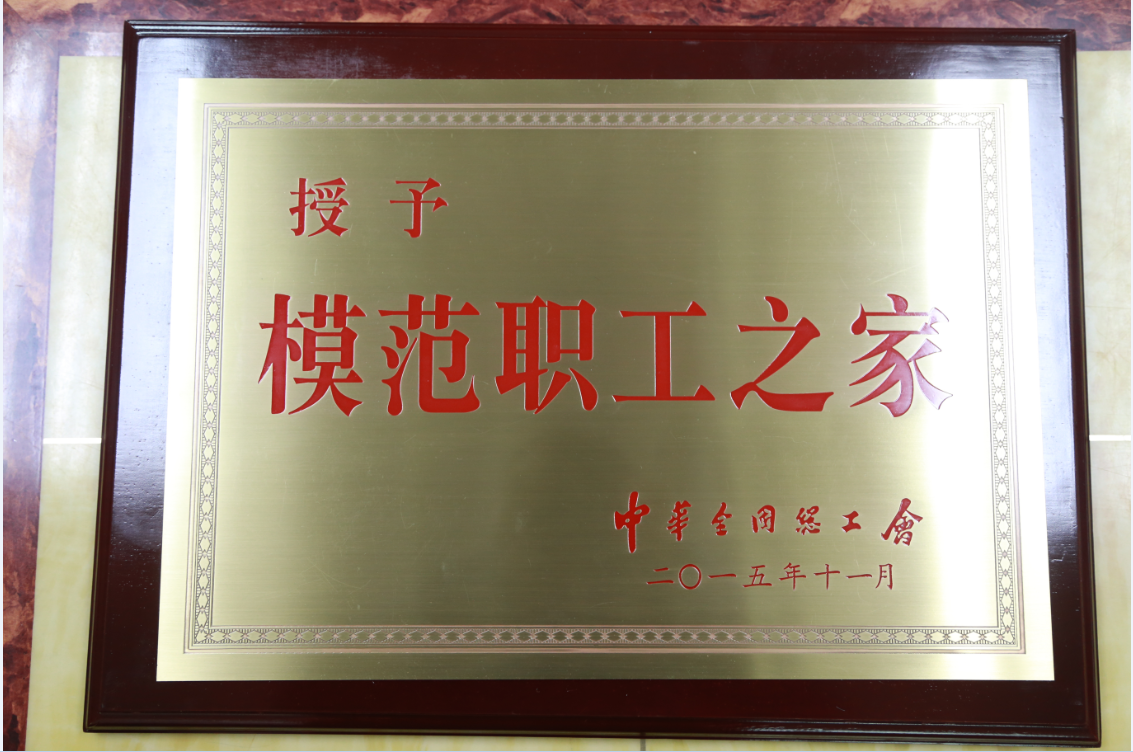 授予
模范职工之家
中華全国總工會
二〇一五年十一月